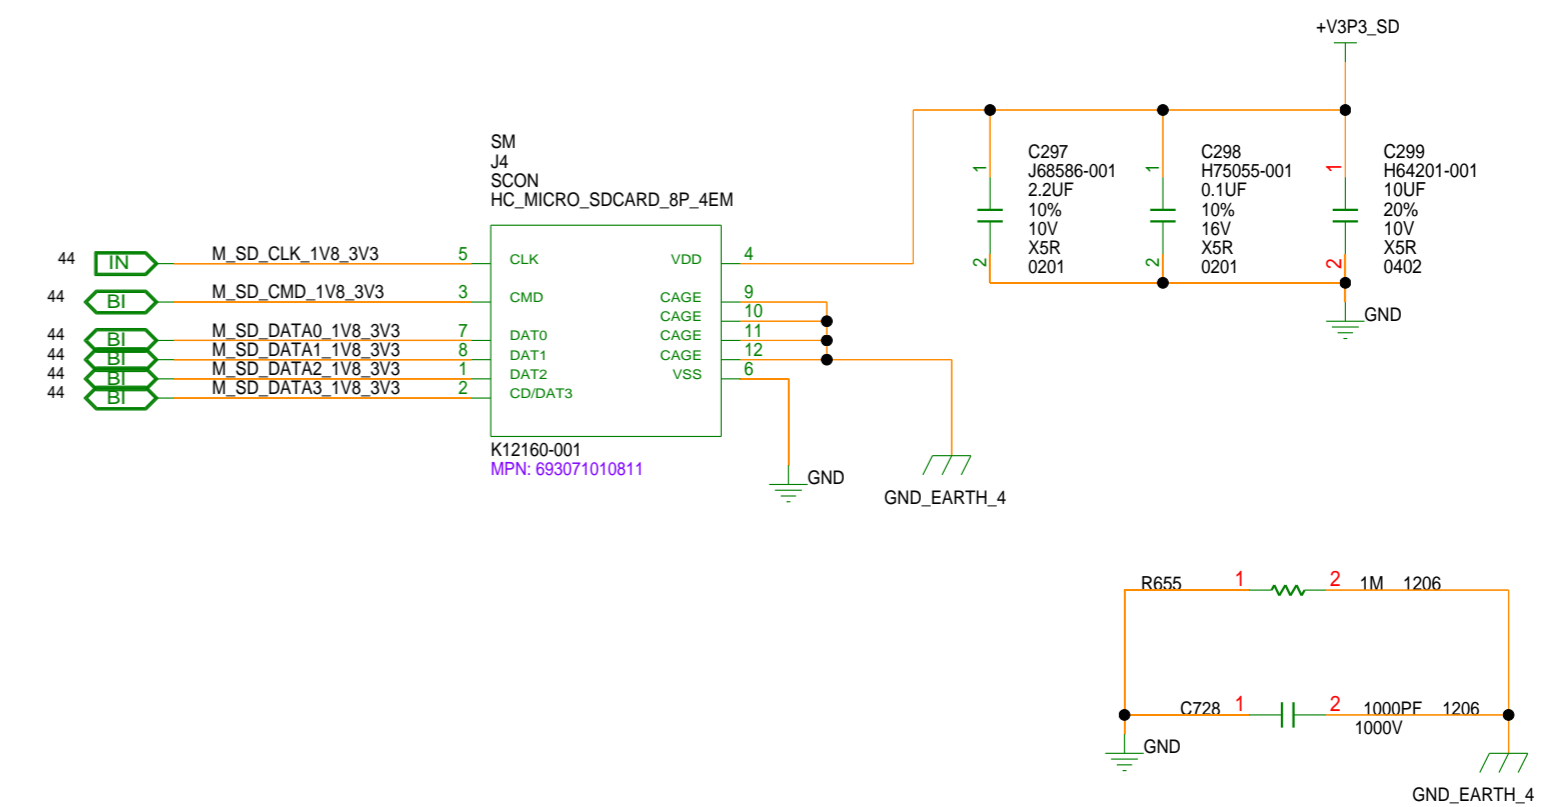 +V3P3_SD
SM
J4
SCON
HC_MICRO_SDCARD_8P_4EM
44 IN M_SD_CLK_1V8_3V3 5 CLK
44 BI M_SD_CMD_1V8_3V3 3 CMD
44 BI M_SD_DATA0_1V8_3V3 7 DAT0
44 BI M_SD_DATA1_1V8_3V3 8 DAT1
44 BI M_SD_DATA2_1V8_3V3 1 DAT2
44 BI M_SD_DATA3_1V8_3V3 2 CD/DAT3
VDD 4
CAGE 9
CAGE 10
CAGE 11
CAGE 12
VSS 6
K12160-001
MPN: 693071010811
GND
GND_EARTH_4
1
C297
J68586-001
2.2UF
10%
10V
X5R
0201
2
1
C298
H75055-001
0.1UF
10%
16V
X5R
0201
2
1
C299
H64201-001
10UF
20%
10V
X5R
0402
2
GND
R655 1 2 1M 1206
C728 1 2 1000PF 1206
1000V
GND
GND_EARTH_4